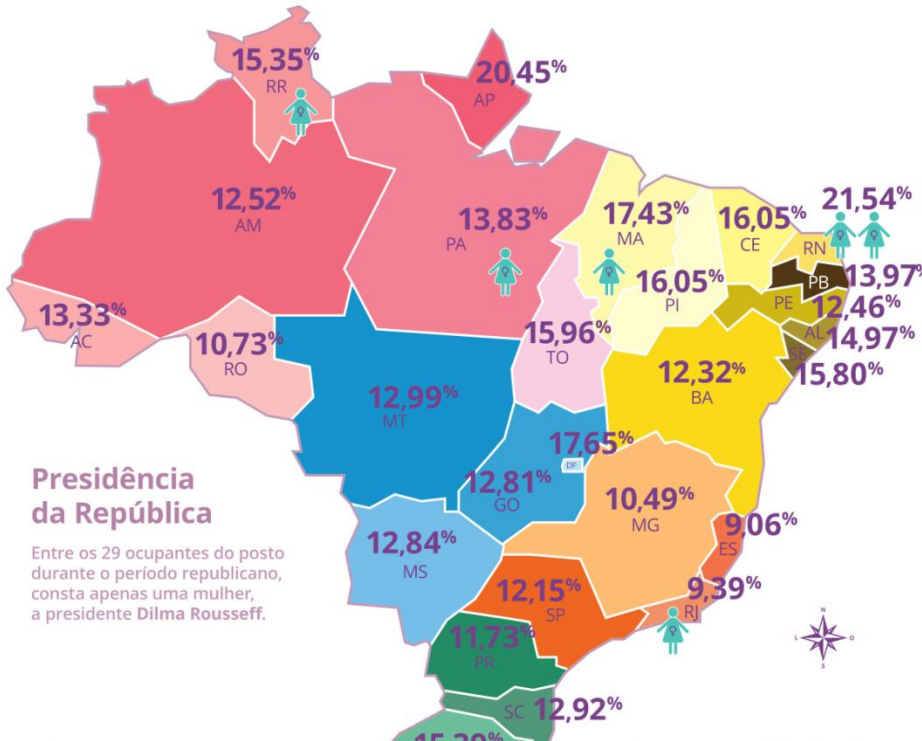 15,35%
RR
20,45%
AP
12,52%
AM
13,83%
PA
17,43%
MA
16,05%
CE
21,54%
RN
16,05%
PI
13,97%
PB
PE
12,46%
AL
14,97%
SE
15,80%
13,33%
AC
10,73%
RO
15,96%
TO
12,32%
BA
12,99%
MT
17,65%
DF
12,81%
GO
10,49%
MG
9,06%
ES
Presidência
da República
Entre os 29 ocupantes do posto
durante o período republicano,
consta apenas uma mulher,
a presidente Dilma Rousseff.
12,84%
MS
12,15%
SP
9,39%
RJ
11,73%
PR
N
L O
S
SC 12,92%